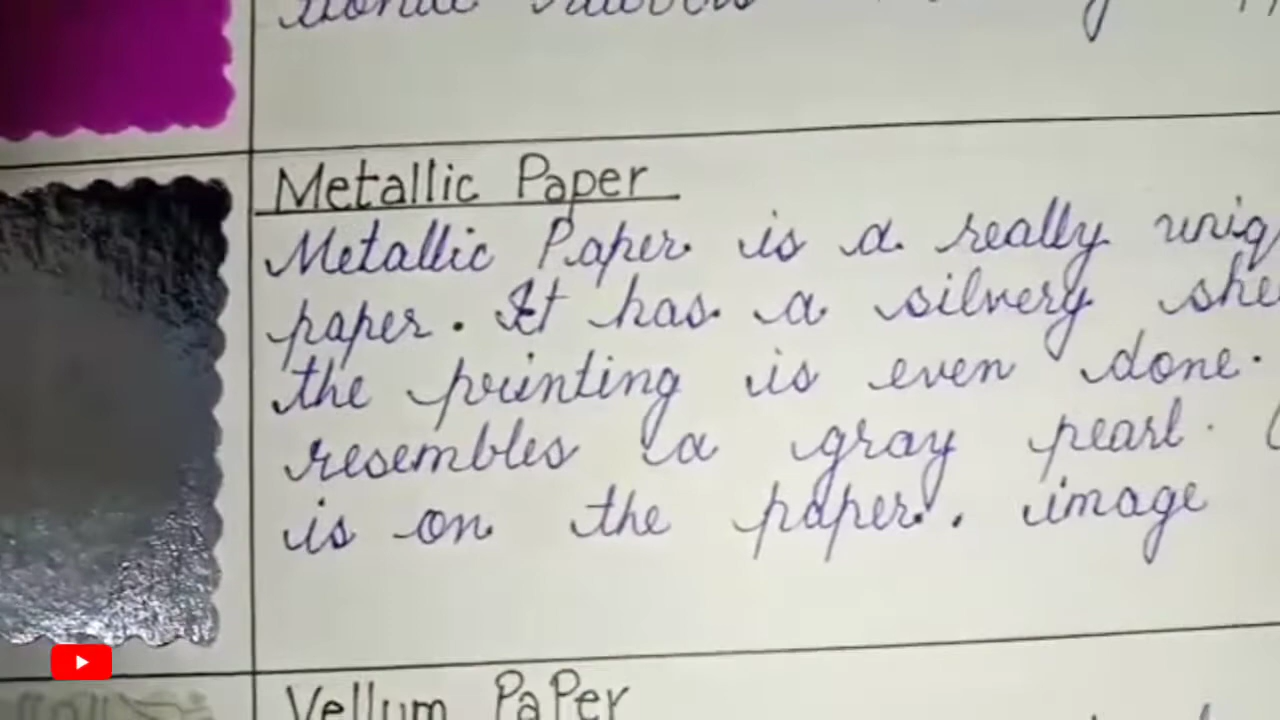 Metallic Paper
Metallic Paper is a really
paper. It has a silvery
the printing is even done.
resembles a gray pearl.
is on the paper. image
Vellum PaPer